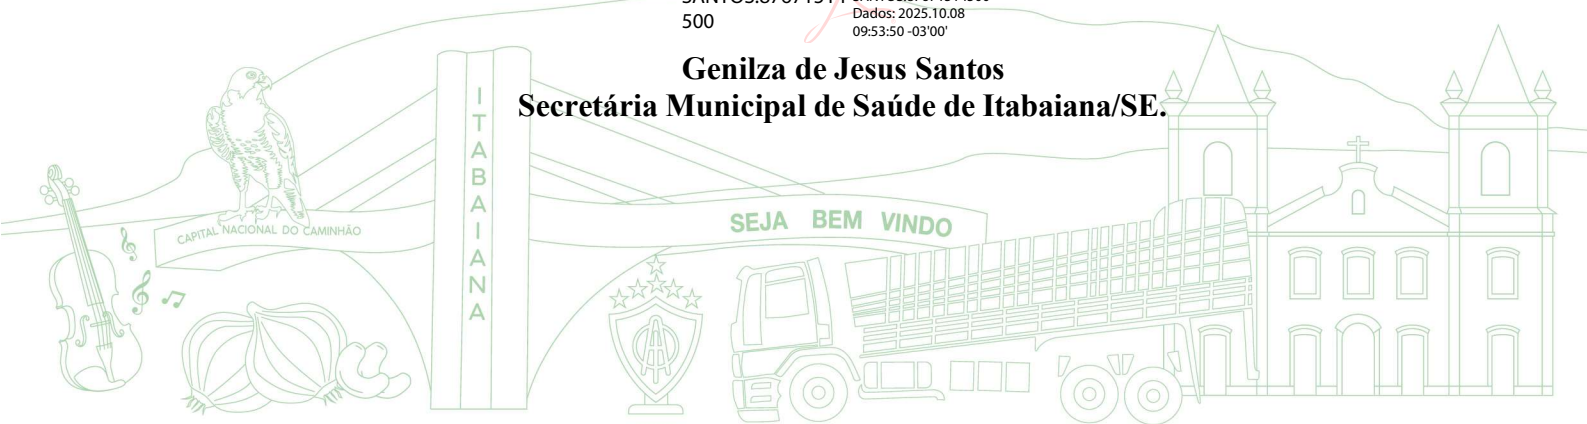 500
Dados: 2025.10.08
09:53:50 -03'00'
Genilza de Jesus Santos
Secretária Municipal de Saúde de Itabaiana/SE.
ITABAIANA
CAPITAL NACIONAL DO CAMINHÃO
SEJA BEM VINDO